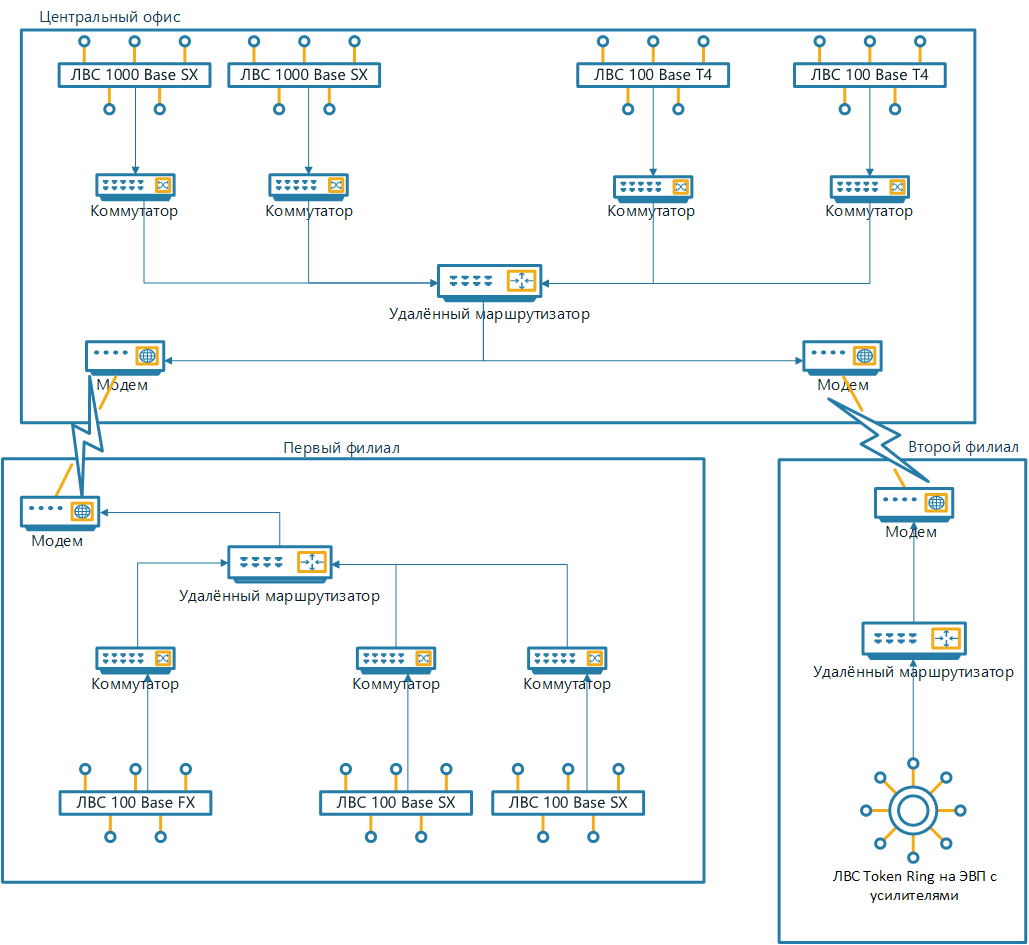 Центральный офис
ЛВС 1000 Base SX
ЛВС 1000 Base SX
ЛВС 100 Base T4
ЛВС 100 Base T4
Коммутатор
Коммутатор
Коммутатор
Коммутатор
Удалённый маршрутизатор
Модем
Модем
Первый филиал
Второй филиал
Модем
Модем
Удалённый маршрутизатор
Удалённый маршрутизатор
Коммутатор
Коммутатор
Коммутатор
ЛВС 100 Base FX
ЛВС 100 Base SX
ЛВС 100 Base SX
ЛВС Token Ring на ЭВП с
усилителями